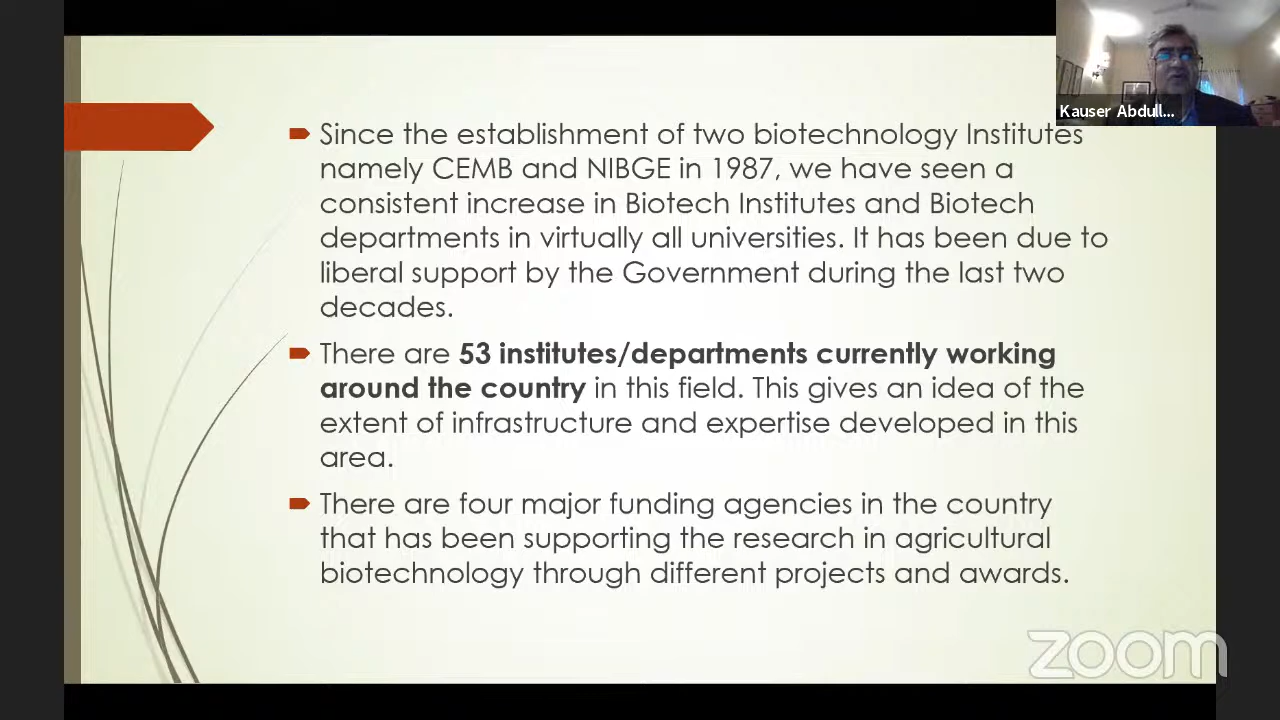 Kauser Abdull...
Since the establishment of two biotechnology Institutes
namely CEMB and NIBGE in 1987, we have seen a
consistent increase in Biotech Institutes and Biotech
departments in virtually all universities. It has been due to
liberal support by the Government during the last two
decades.
There are 53 institutes/departments currently working
around the country in this field. This gives an idea of the
extent of infrastructure and expertise developed in this
area.
There are four major funding agencies in the country
that has been supporting the research in agricultural
biotechnology through different projects and awards.
zoom